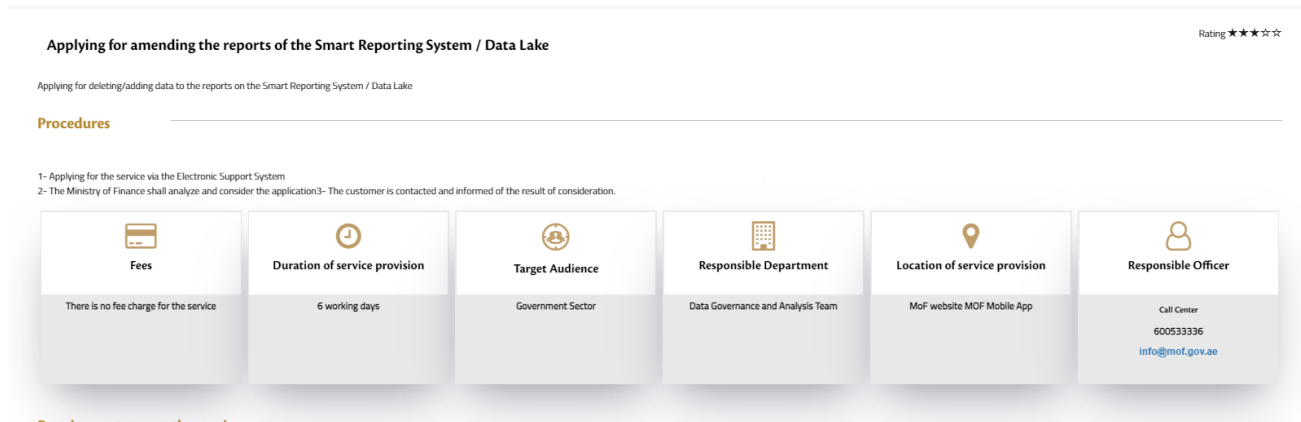 Rating ★★★☆☆
Applying for amending the reports of the Smart Reporting System / Data Lake
Applying for deleting/adding data to the reports on the Smart Reporting System / Data Lake
Procedures
1- Applying for the service via the Electronic Support System
2- The Ministry of Finance shall analyze and consider the application3- The customer is contacted and informed of the result of consideration.
Fees
There is no fee charge for the service
Duration of service provision
6 working days
Target Audience
Government Sector
Responsible Department
Data Governance and Analysis Team
Location of service provision
MoF website MOF Mobile App
Responsible Officer
Call Center
600533336
info@mof.gov.ae